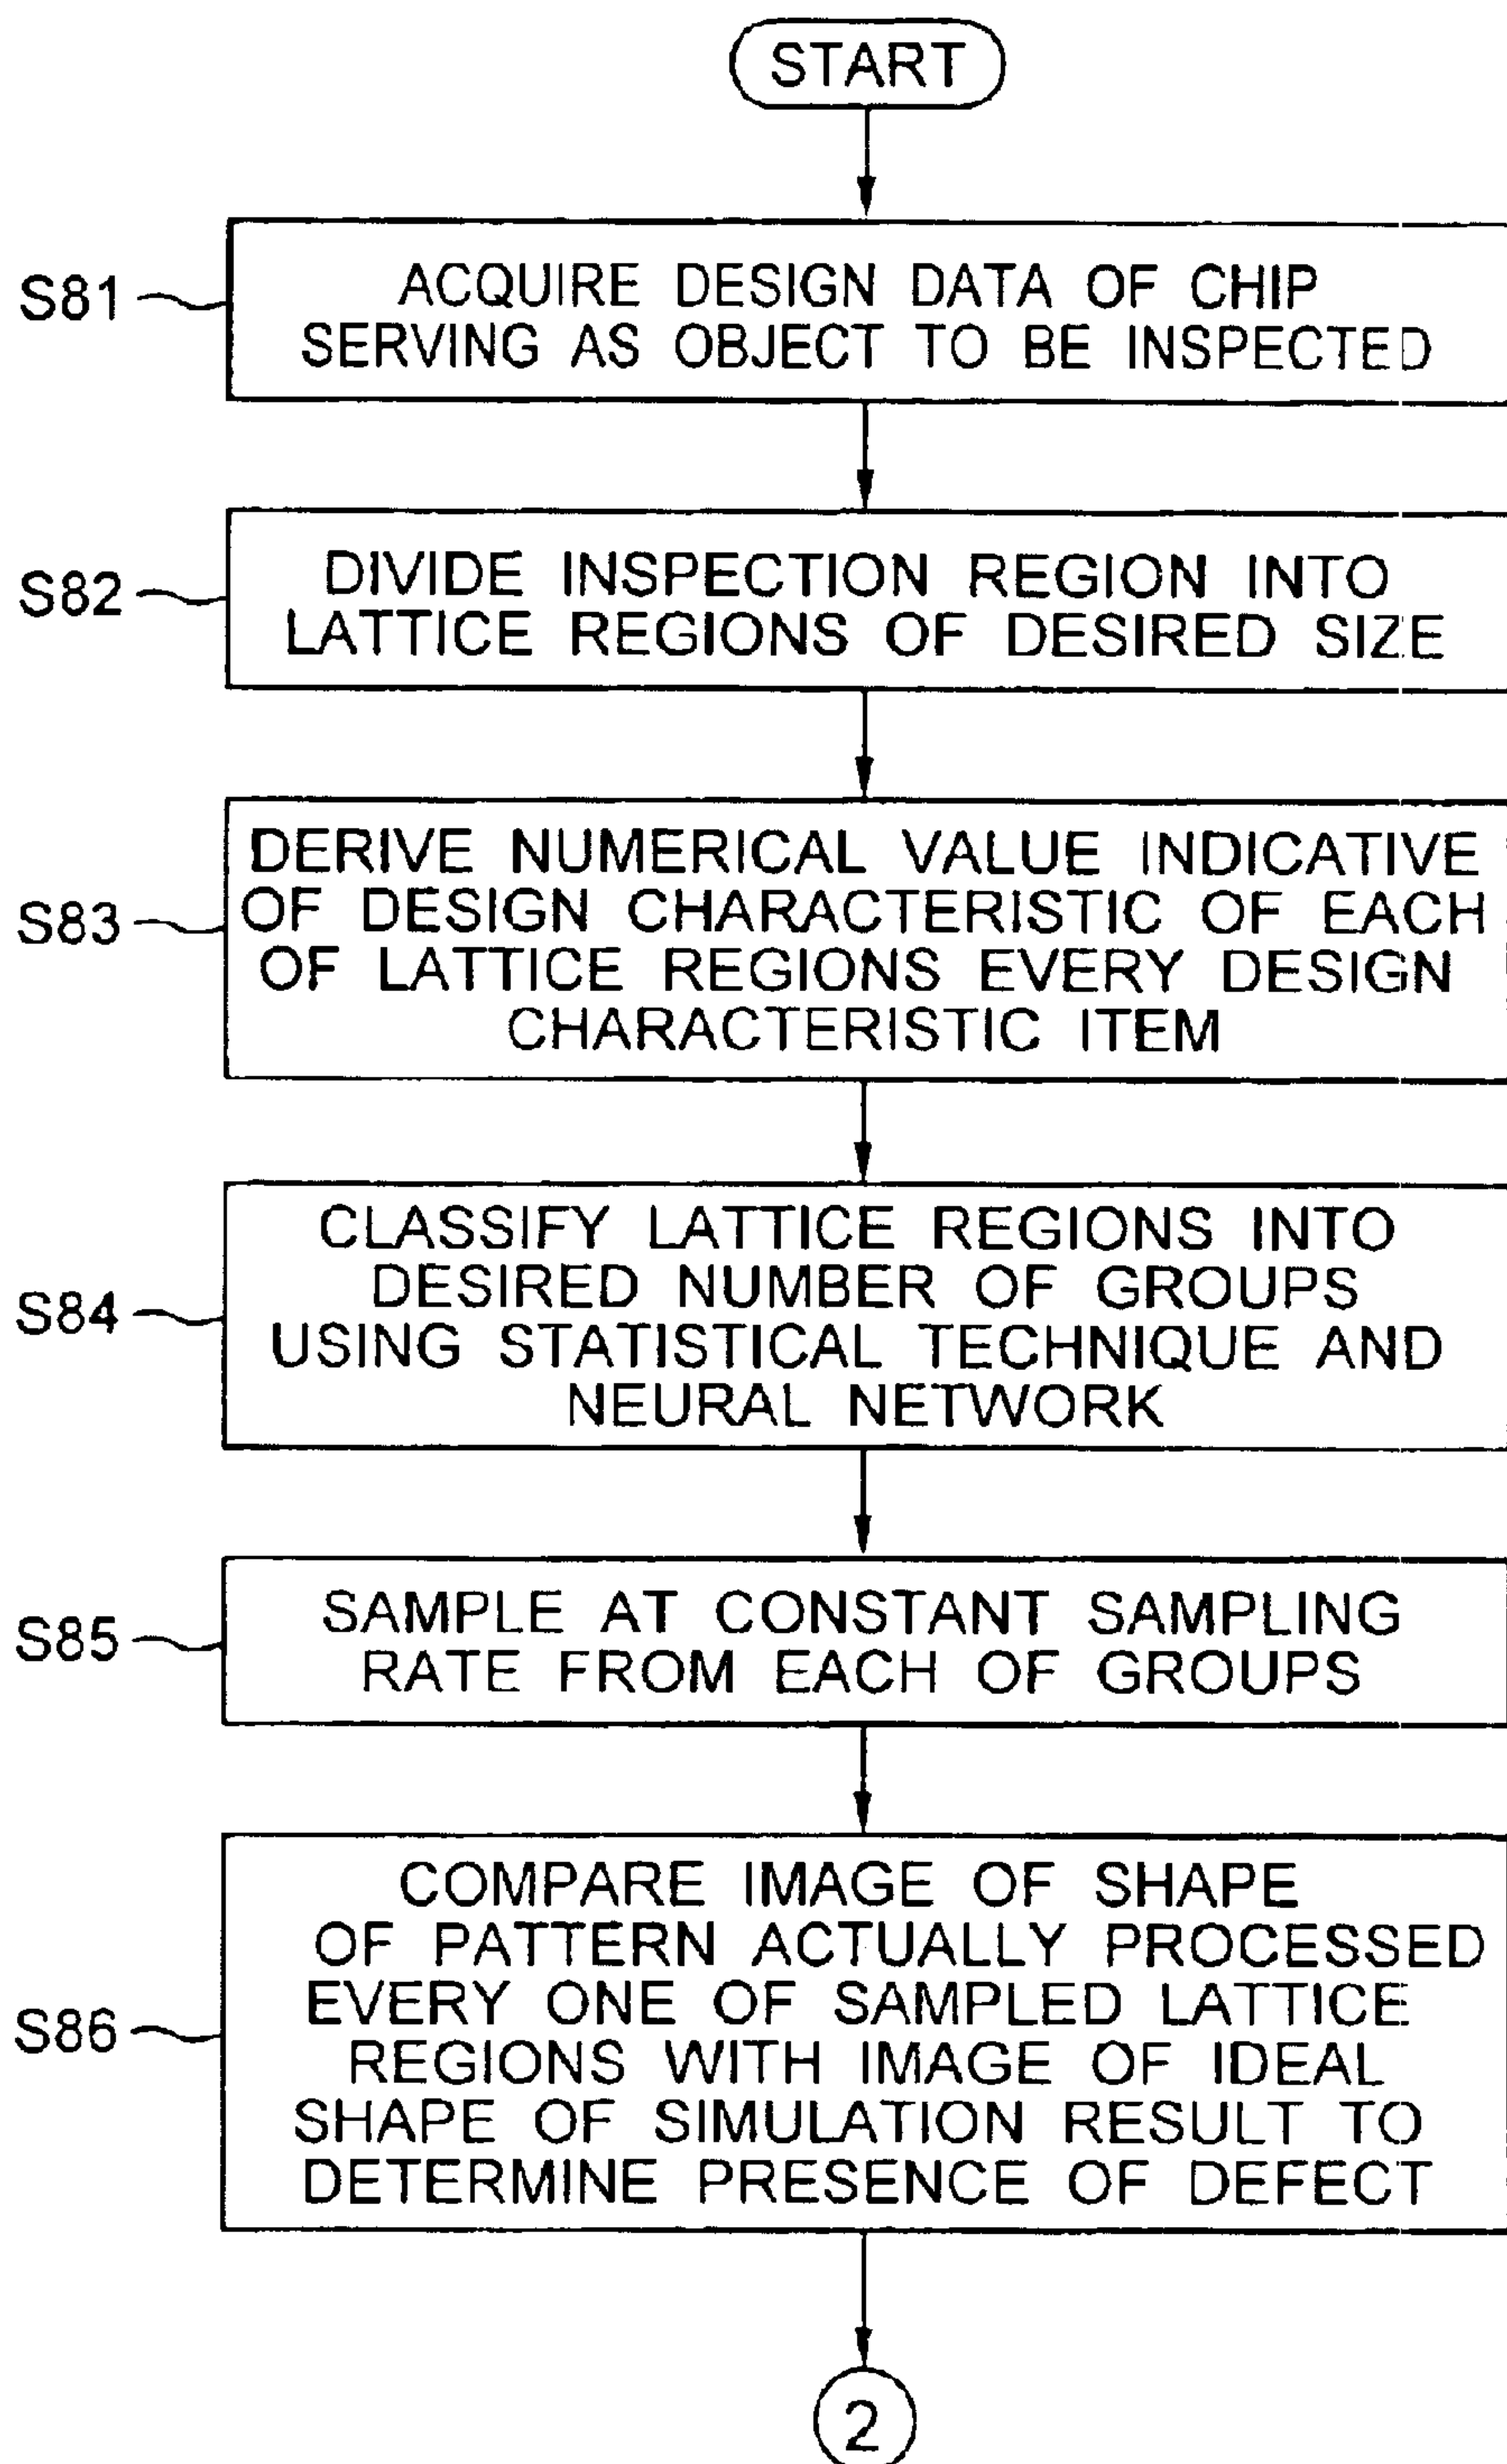 START
S81
ACQUIRE DESIGN DATA OF CHIP
SERVING AS OBJECT TO BE INSPECTED
S82
DIVIDE INSPECTION REGION INTO
LATTICE REGIONS OF DESIRED SIZE
S83
DERIVE NUMERICAL VALUE INDICATIVE
OF DESIGN CHARACTERISTIC OF EACH
OF LATTICE REGIONS EVERY DESIGN
CHARACTERISTIC ITEM
S84
CLASSIFY LATTICE REGIONS INTO
DESIRED NUMBER OF GROUPS
USING STATISTICAL TECHNIQUE AND
NEURAL NETWORK
S85
SAMPLE AT CONSTANT SAMPLING
RATE FROM EACH OF GROUPS
S86
COMPARE IMAGE OF SHAPE
OF PATTERN ACTUALLY PROCESSED
EVERY ONE OF SAMPLED LATTICE
REGIONS WITH IMAGE OF IDEAL
SHAPE OF SIMULATION RESULT TO
DETERMINE PRESENCE OF DEFECT
2